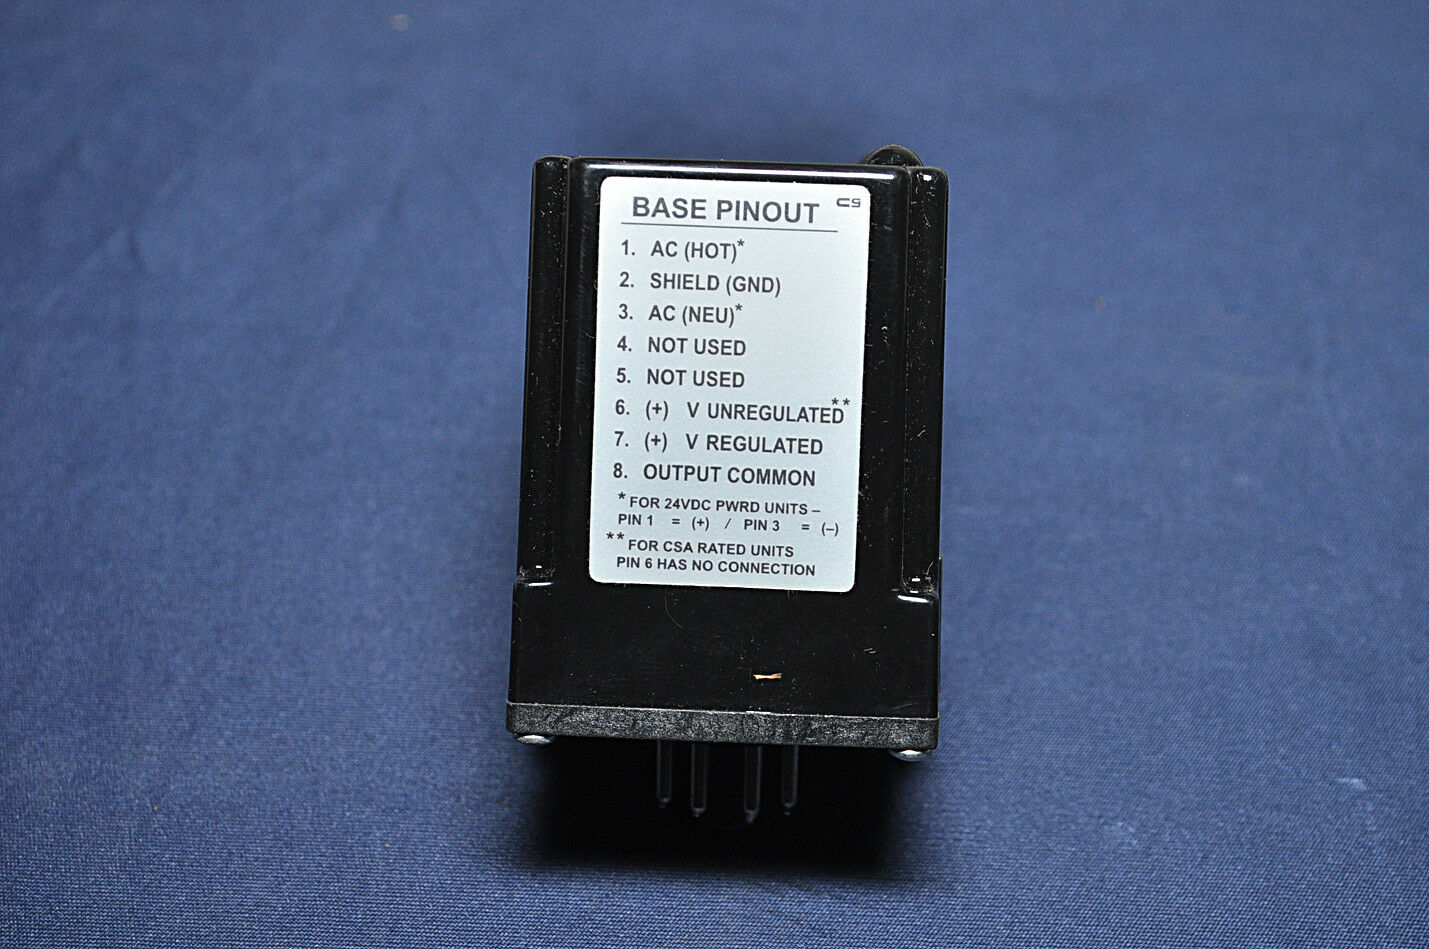 BASE PINOUT C9
1. AC (HOT)*
2. SHIELD (GND)
3. AC (NEU)*
4. NOT USED
5. NOT USED
6. (+) V UNREGULATED**
7. (+) V REGULATED
8. OUTPUT COMMON
* FOR 24VDC PWRD UNITS –
PIN 1 = (+) / PIN 3 = (–)
** FOR CSA RATED UNITS
PIN 6 HAS NO CONNECTION